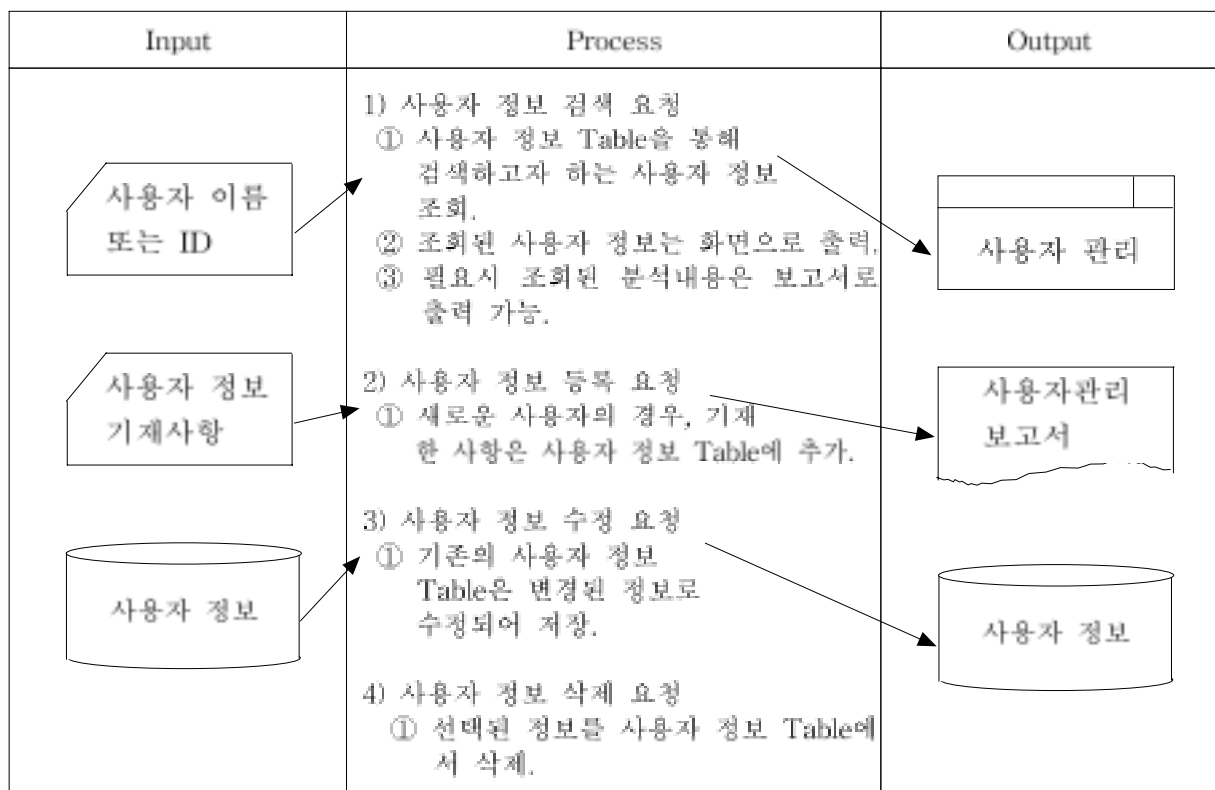 Input
Process
Output
사용자 이름
또는 ID
사용자 정보
기재사항
사용자 정보
1) 사용자 정보 검색 요청
① 사용자 정보 Table을 통해
검색하고자 하는 사용자 정보
조회.
② 조회된 사용자 정보는 화면으로 출력.
③ 필요시 조회된 분석내용은 보고서로
출력 가능.
2) 사용자 정보 등록 요청
① 새로운 사용자의 경우, 기재
한 사항은 사용자 정보 Table에 추가.
3) 사용자 정보 수정 요청
① 기존의 사용자 정보
Table은 변경된 정보로
수정되어 저장.
4) 사용자 정보 삭제 요청
① 선택된 정보를 사용자 정보 Table에
서 삭제.
사용자 관리
사용자관리
보고서
사용자 정보